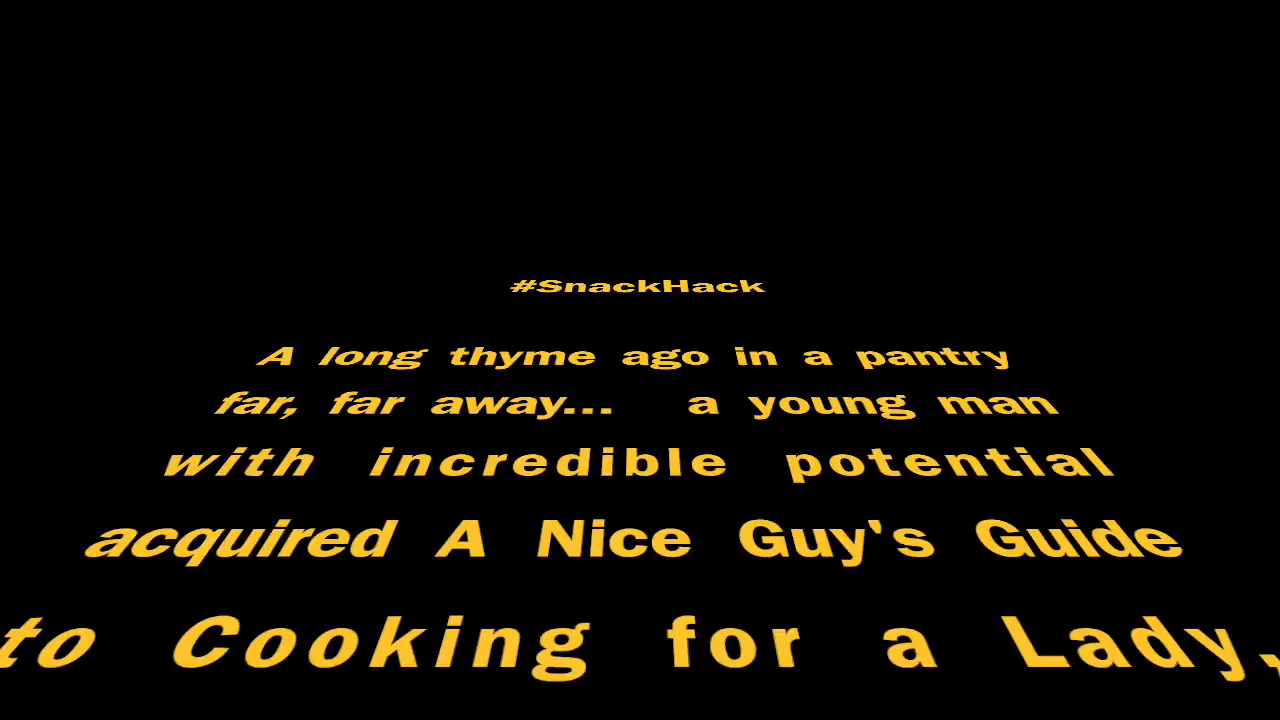 #SnackHack
A long thyme ago in a pantry
far, far away... a young man
with incredible potential
acquired A Nice Guy's Guide
to Cooking for a Lady,